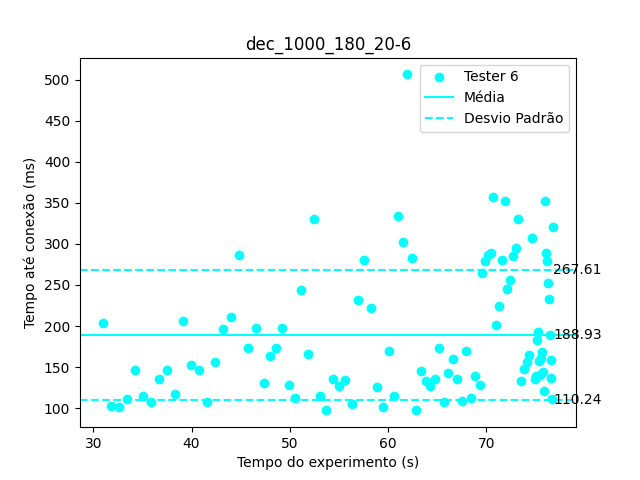 dec_1000_180_20-6
Tester 6
Média
Desvio Padrão
500
450
400
350
300
250
200
150
100
Tempo até conexão (ms)
267.61
188.93
110.24
30
40
50
60
70
Tempo do experimento (s)